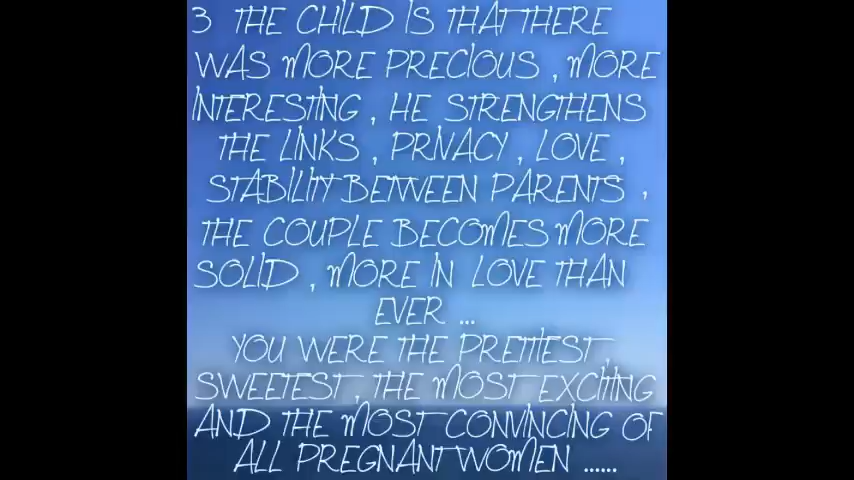 3 THE CHILD IS THAT THERE
WAS MORE PRECIOUS , MORE
INTERESTING , HE STRENGTHENS
THE LINKS , PRIVACY , LOVE ,
STABILITY BETWEEN PARENTS ,
THE COUPLE BECOMES MORE
SOLID , MORE IN LOVE THAN
EVER ...
YOU WERE THE PRETTIEST ,
SWEETEST , THE MOST EXCITING
AND THE MOST CONVINCING OF
ALL PREGNANT WOMEN ......